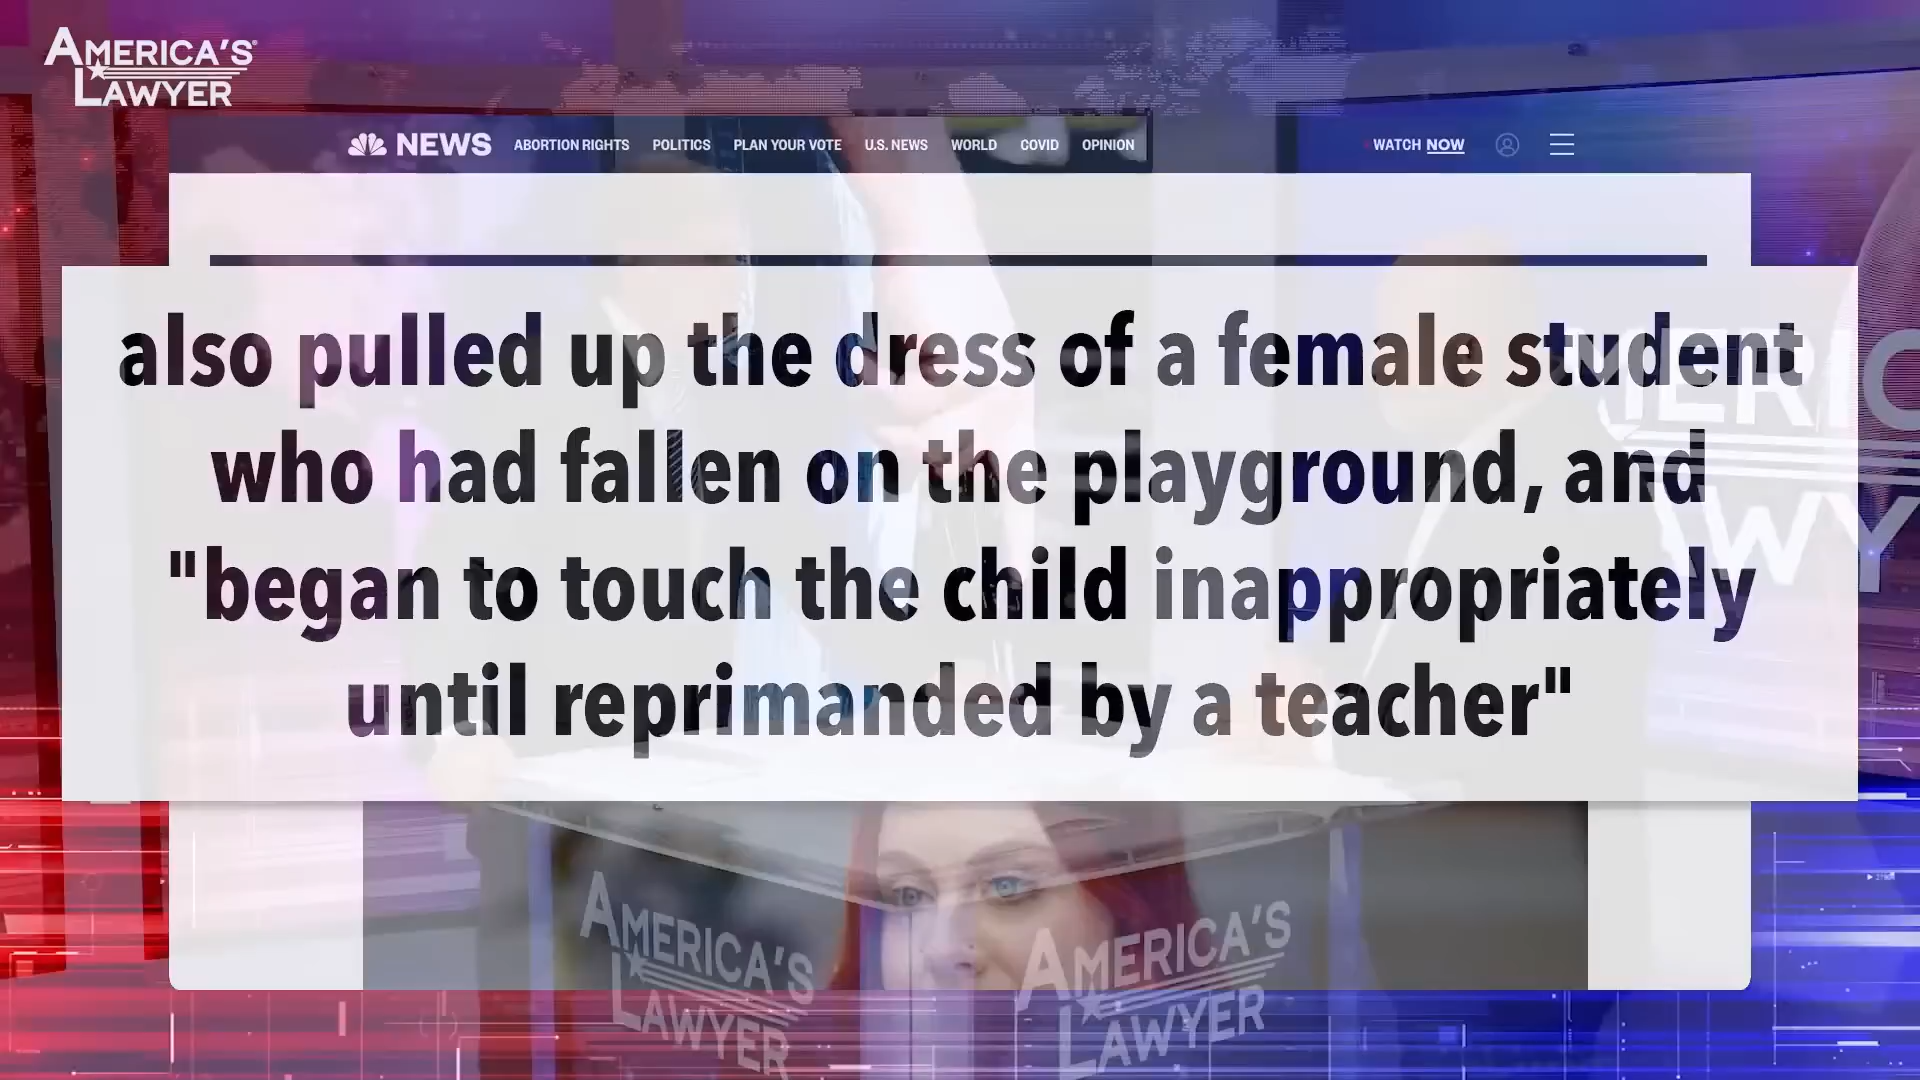 AMERICA'S
LAWYER
NEWS ABORTION RIGHTS POLITICS PLAN YOUR VOTE U.S. NEWS WORLD COVID OPINION WATCH NOW
also pulled up the dress of a female student
who had fallen on the playground, and
"began to touch the child inappropriately
until reprimanded by a teacher"
AMERICA'S
LAWYER
AMERICA'S
LAWYER